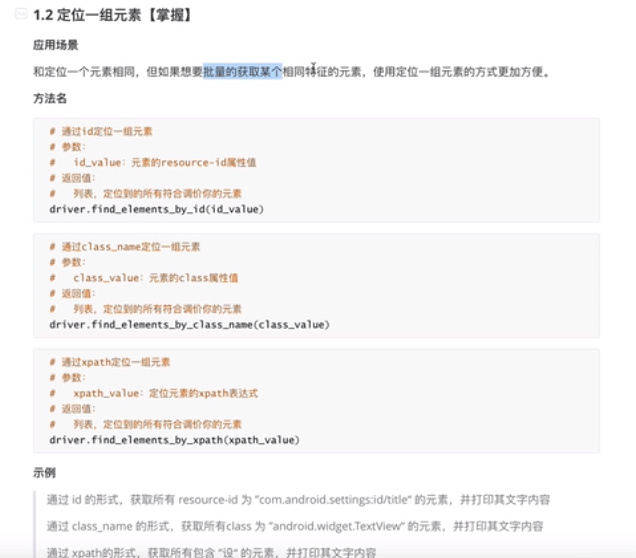 1.2 定位一组元素【掌握】
应用场景
和定位一个元素相同，但如果想要批量的获取某个相同特征的元素，使用定位一组元素的方式更加方便。
方法名
# 通过id定位一组元素
# 参数：
#   id_value：元素的resource-id属性值
# 返回值：
#   列表，定位到的所有符合调价你的元素
driver.find_elements_by_id(id_value)
# 通过class_name定位一组元素
# 参数：
#   class_value：元素的class属性值
# 返回值：
#   列表，定位到的所有符合调价你的元素
driver.find_elements_by_class_name(class_value)
# 通过xpath定位一组元素
# 参数：
#   xpath_value：定位元素的xpath表达式
# 返回值：
#   列表，定位到的所有符合调价你的元素
driver.find_elements_by_xpath(xpath_value)
示例
通过 id 的形式，获取所有 resource-id 为 "com.android.settings:id/title" 的元素，并打印其文字内容
通过 class_name 的形式，获取所有class 为 "android.widget.TextView" 的元素，并打印其文字内容
通过 xpath的形式，获取所有包含 "设" 的元素，并打印其文字内容